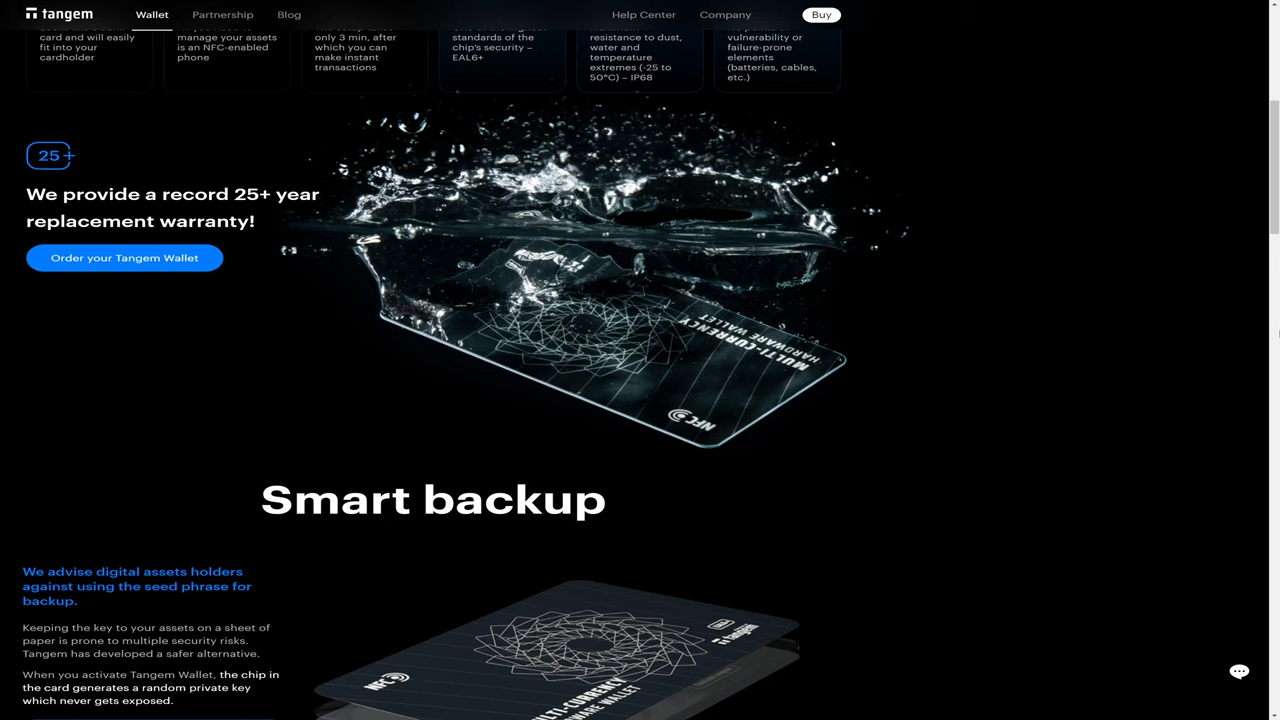 tangem
Wallet
Partnership
Blog
Help Center
Company
Buy
card and will easily
fit into your
cardholder
manage your assets
is an NFC-enabled
phone
only 3 min, after
which you can
make instant
transactions
standards of the
chip's security –
EAL6+
resistance to dust,
water and
temperature
extremes (-25 to
50°C) – IP68
vulnerability or
failure-prone
elements
(batteries, cables,
etc.)
25+
We provide a record 25+ year
replacement warranty!
Order your Tangem Wallet
MULTI-CURRENCY
HARDWARE WALLET
NFC
Smart backup
We advise digital assets holders
against using the seed phrase for
backup.
Keeping the key to your assets on a sheet of
paper is prone to multiple security risks.
Tangem has developed a safer alternative.
When you activate Tangem Wallet, the chip in
the card generates a random private key
which never gets exposed.
tangem
NFC
ULTI-CURRENCY
WARE WALLET